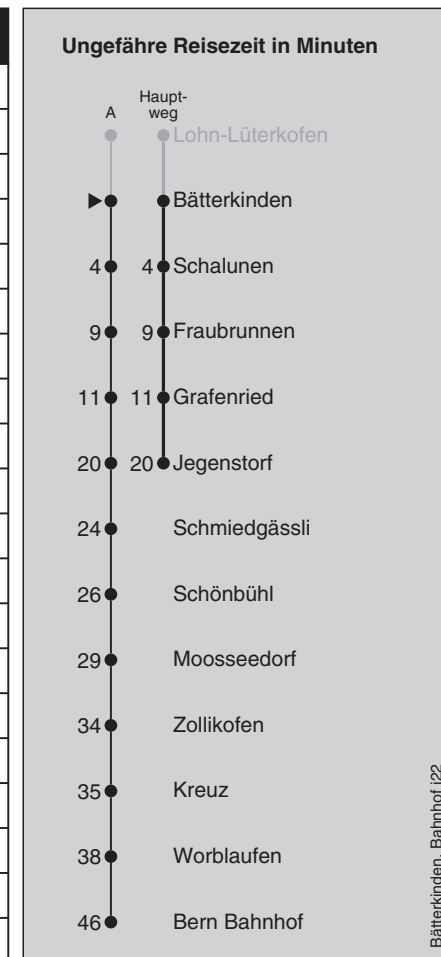 Ungefähre Reisezeit in Minuten
Haupt-
A weg
Lohn-Lüterkofen
Bätterkinden
4 4 Schalunen
9 9 Fraubrunnen
11 11 Grafenried
20 20 Jegenstorf
24 Schmiedgässli
26 Schönbühl
29 Moosseedorf
34 Zollikofen
35 Kreuz
38 Worblaufen
46 Bern Bahnhof
Bätterkinden, Bahnhof j22